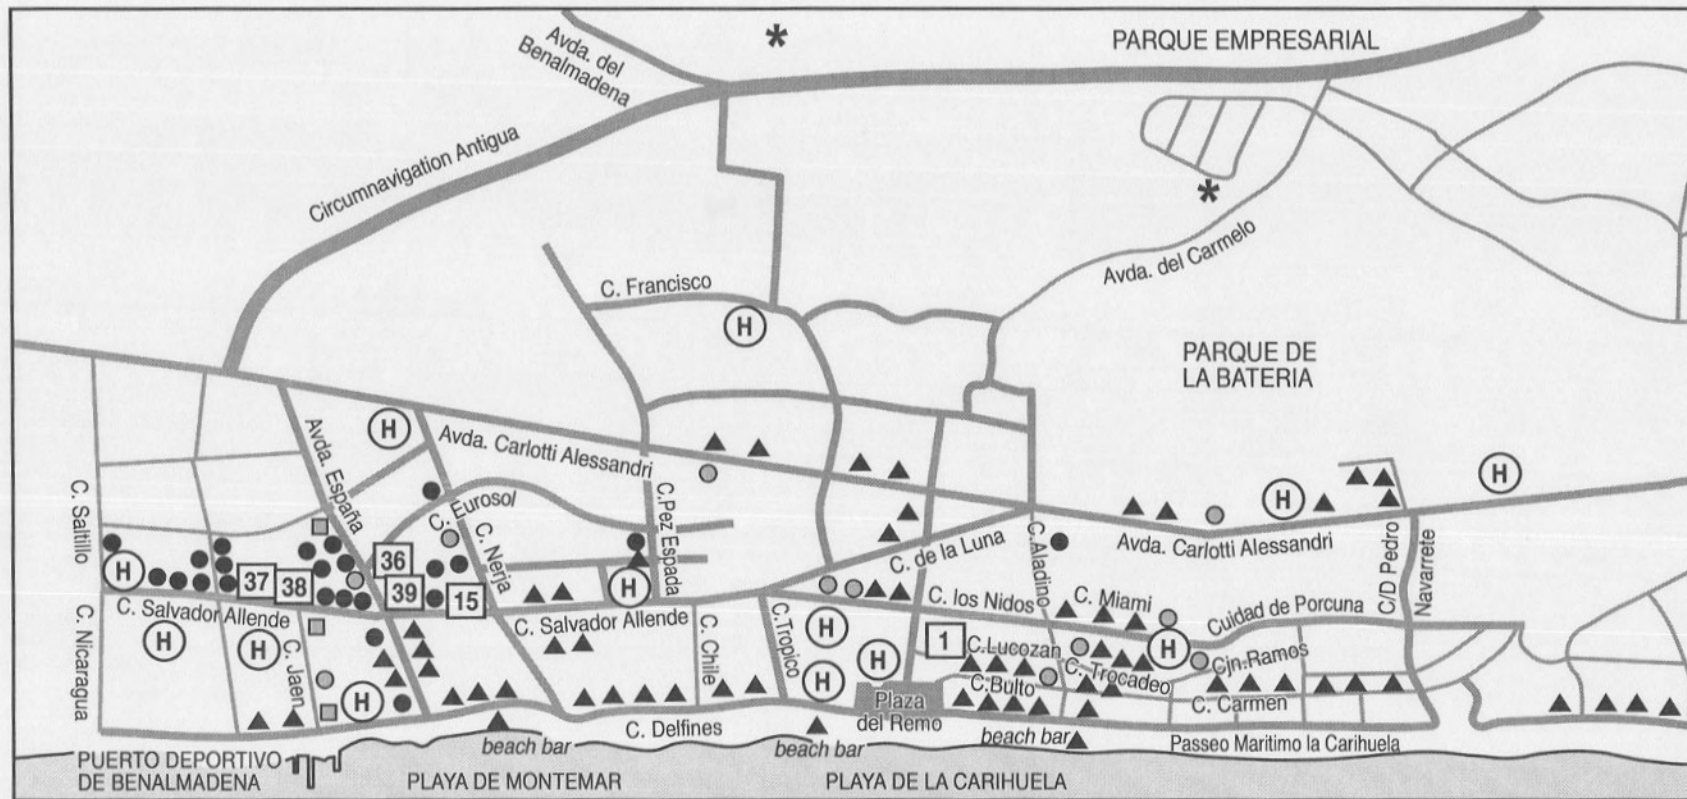 Avda. del
Benalmadena
*
PARQUE EMPRESARIAL
Circumnavigation Antigua
*
Avda. del Carmelo
C. Francisco
H
PARQUE DE
LA BATERIA
H
Avda. Carlotti Alessandri
Avda. España
C. Saltillo
C. Eurosol
C. Nerja
C.Pez Espada
H
H
C. de la Luna
C. Aladino
Avda. Carlotti Alessandri
C/D Pedro
Navarrete
H
37
38
36
39
15
H
C. Salvador Allende
C. Nicaragua
H
H
C. Jaen
H
C. Salvador Allende
C. Chile
C.Tropico
H
H
H
C. los Nidos
C. Miami
Cuidad de Porcuna
1
C.Lucozan
H
C. Trocadeo
Cjn.Ramos
C.Bulto
C. Carmen
Plaza
del Remo
C. Delfines
beach bar
beach bar
beach bar
Passeo Maritimo la Carihuela
PUERTO DEPORTIVO
DE BENALMADENA
PLAYA DE MONTEMAR
PLAYA DE LA CARIHUELA